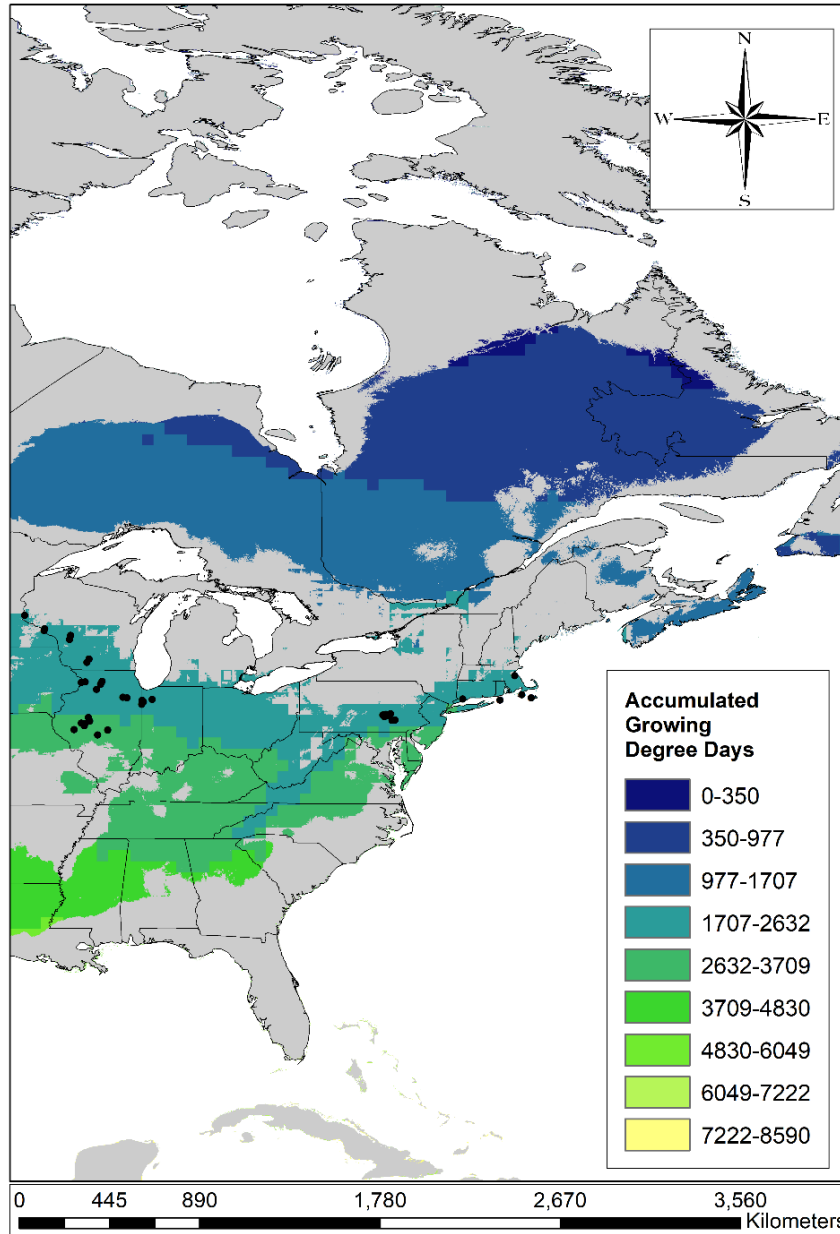 N
W E
S
Accumulated
Growing
Degree Days
0-350
350-977
977-1707
1707-2632
2632-3709
3709-4830
4830-6049
6049-7222
7222-8590
0 445 890 1,780 2,670 3,560
Kilometers